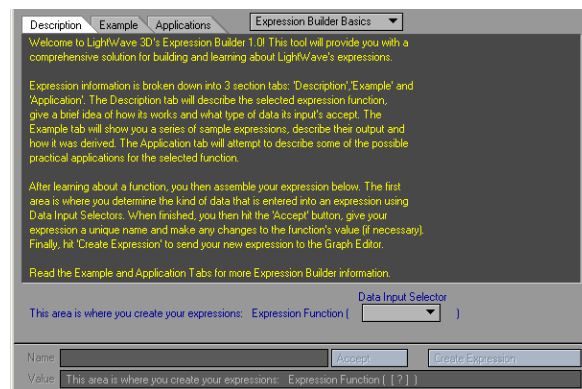 Description Example Applications Expression Builder Basics
Welcome to LightWave 3D's Expression Builder 1.0! This tool will provide you with a
comprehensive solution for building and learning about LightWave's expressions.
Expression information is broken down into 3 section tabs: 'Description','Example' and
'Application'. The Description tab will describe the selected expression function,
give a brief idea of how its works and what type of data its input's accept. The
Example tab will show you a series of sample expressions, describe their output and
how it was derived. The Application tab will attempt to describe some of the possible
practical applications for the selected function.
After learning about a function, you then assemble your expression below. The first
area is where you determine the kind of data that is entered into an expression using
Data Input Selectors. When finished, you then hit the 'Accept' button, give your
expression a unique name and make any changes to the function's value (if necessary).
Finally, hit 'Create Expression' to send your new expression to the Graph Editor.
Read the Example and Application Tabs for more Expression Builder information.
Data Input Selector
This area is where you create your expressions: Expression Function ( )
Name Accept Create Expression
Value This area is where you create your expressions: Expression Function ( [ ? ] )